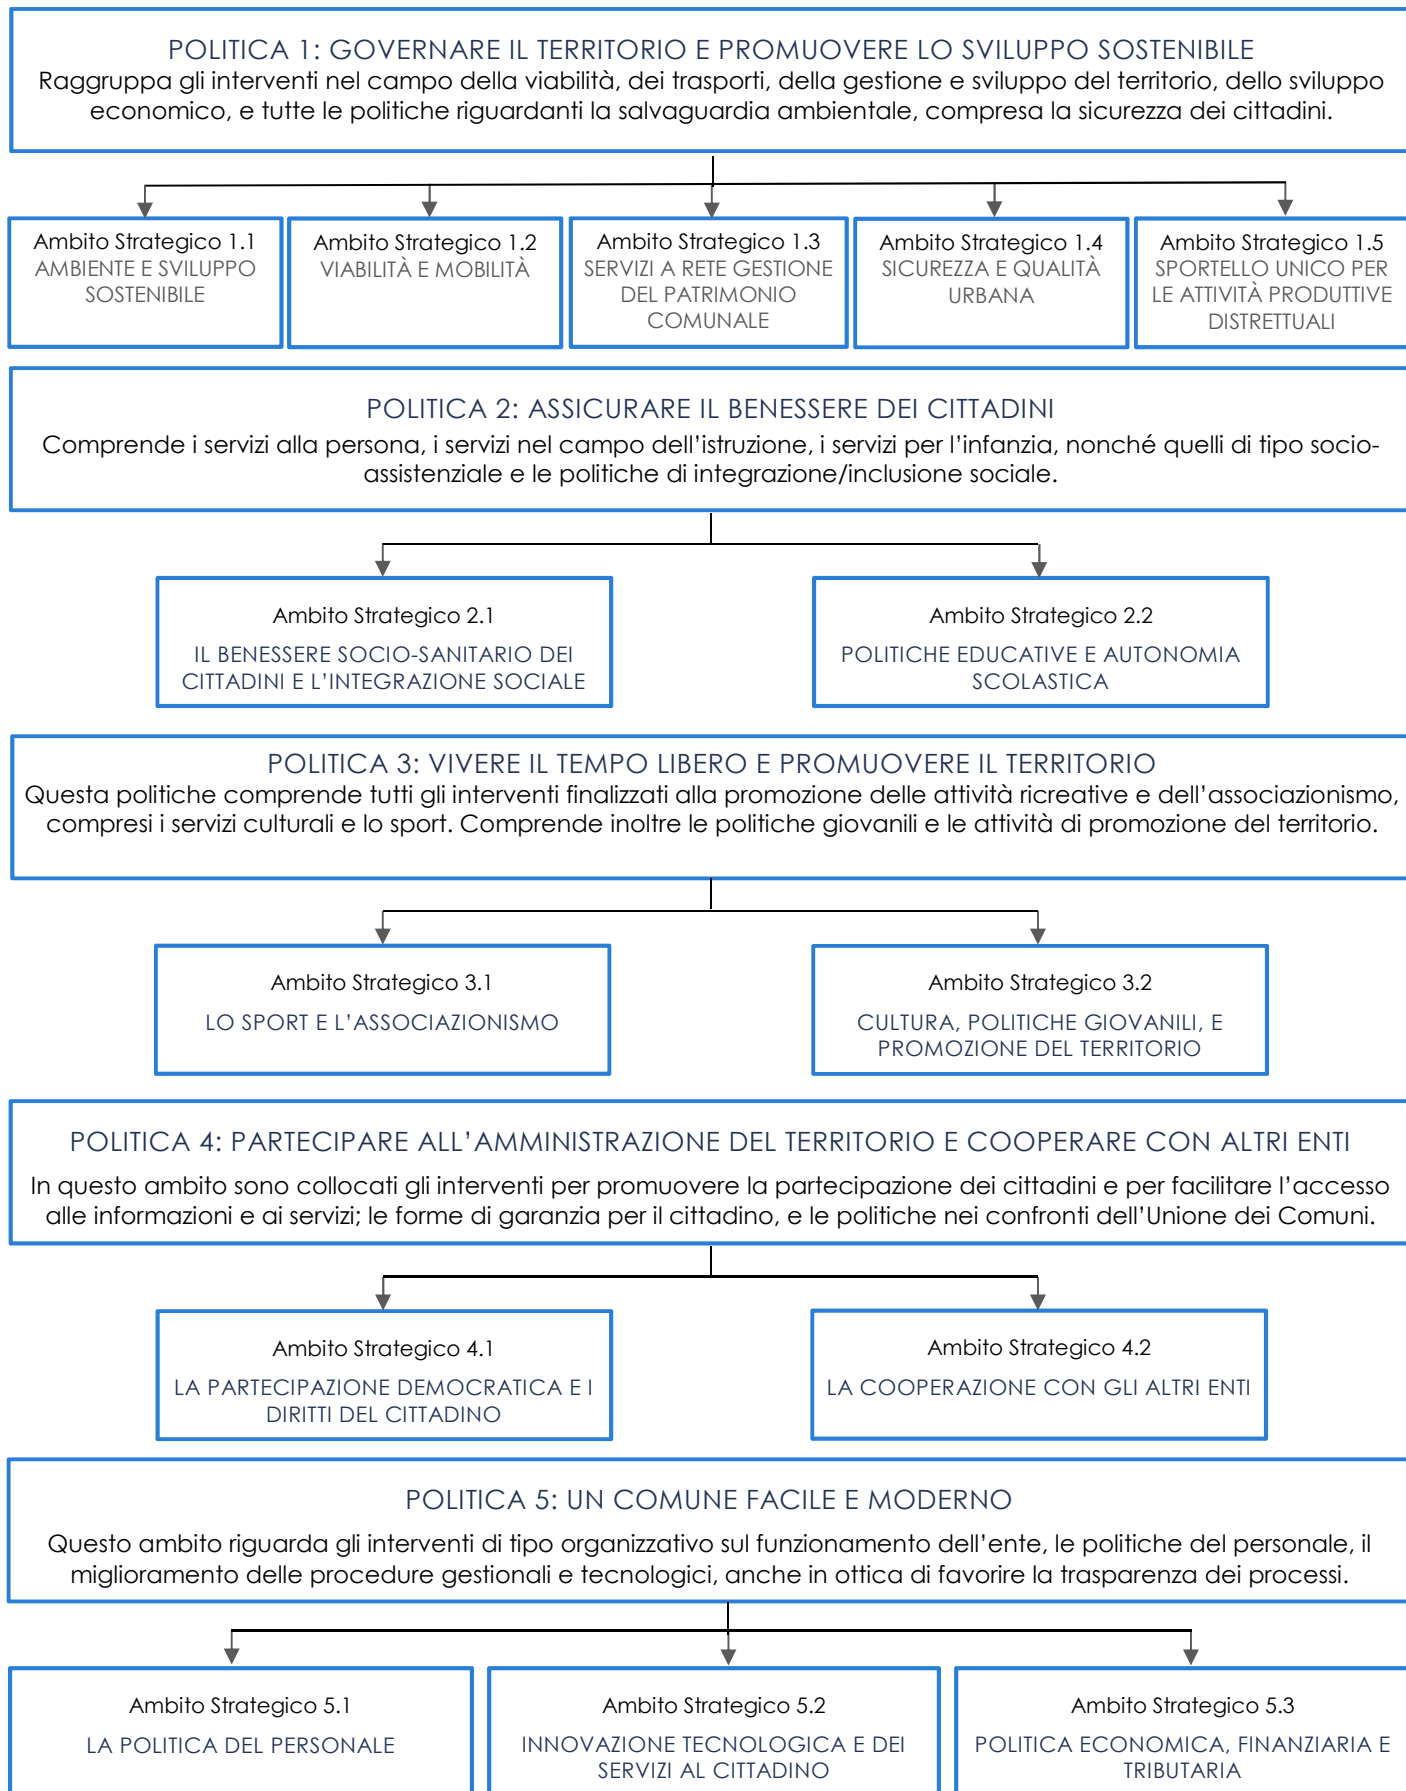 POLITICA 1: GOVERNARE IL TERRITORIO E PROMUOVERE LO SVILUPPO SOSTENIBILE
Raggruppa gli interventi nel campo della viabilità, dei trasporti, della gestione e sviluppo del territorio, dello sviluppo
economico, e tutte le politiche riguardanti la salvaguardia ambientale, compresa la sicurezza dei cittadini.
Ambito Strategico 1.1
AMBIENTE E SVILUPPO
SOSTENIBILE
Ambito Strategico 1.2
VIABILITÀ E MOBILITÀ
Ambito Strategico 1.3
SERVIZI A RETE GESTIONE
DEL PATRIMONIO
COMUNALE
Ambito Strategico 1.4
SICUREZZA E QUALITÀ
URBANA
Ambito Strategico 1.5
SPORTELLO UNICO PER
LE ATTIVITÀ PRODUTTIVE
DISTRETTUALI
POLITICA 2: ASSICURARE IL BENESSERE DEI CITTADINI
Comprende i servizi alla persona, i servizi nel campo dell’istruzione, i servizi per l’infanzia, nonché quelli di tipo socio-
assistenziale e le politiche di integrazione/inclusione sociale.
Ambito Strategico 2.1
IL BENESSERE SOCIO-SANITARIO DEI
CITTADINI E L’INTEGRAZIONE SOCIALE
Ambito Strategico 2.2
POLITICHE EDUCATIVE E AUTONOMIA
SCOLASTICA
POLITICA 3: VIVERE IL TEMPO LIBERO E PROMUOVERE IL TERRITORIO
Questa politiche comprende tutti gli interventi finalizzati alla promozione delle attività ricreative e dell’associazionismo,
compresi i servizi culturali e lo sport. Comprende inoltre le politiche giovanili e le attività di promozione del territorio.
Ambito Strategico 3.1
LO SPORT E L’ASSOCIAZIONISMO
Ambito Strategico 3.2
CULTURA, POLITICHE GIOVANILI, E
PROMOZIONE DEL TERRITORIO
POLITICA 4: PARTECIPARE ALL’AMMINISTRAZIONE DEL TERRITORIO E COOPERARE CON ALTRI ENTI
In questo ambito sono collocati gli interventi per promuovere la partecipazione dei cittadini e per facilitare l’accesso
alle informazioni e ai servizi; le forme di garanzia per il cittadino, e le politiche nei confronti dell’Unione dei Comuni.
Ambito Strategico 4.1
LA PARTECIPAZIONE DEMOCRATICA E I
DIRITTI DEL CITTADINO
Ambito Strategico 4.2
LA COOPERAZIONE CON GLI ALTRI ENTI
POLITICA 5: UN COMUNE FACILE E MODERNO
Questo ambito riguarda gli interventi di tipo organizzativo sul funzionamento dell’ente, le politiche del personale, il
miglioramento delle procedure gestionali e tecnologici, anche in ottica di favorire la trasparenza dei processi.
Ambito Strategico 5.1
LA POLITICA DEL PERSONALE
Ambito Strategico 5.2
INNOVAZIONE TECNOLOGICA E DEI
SERVIZI AL CITTADINO
Ambito Strategico 5.3
POLITICA ECONOMICA, FINANZIARIA E
TRIBUTARIA